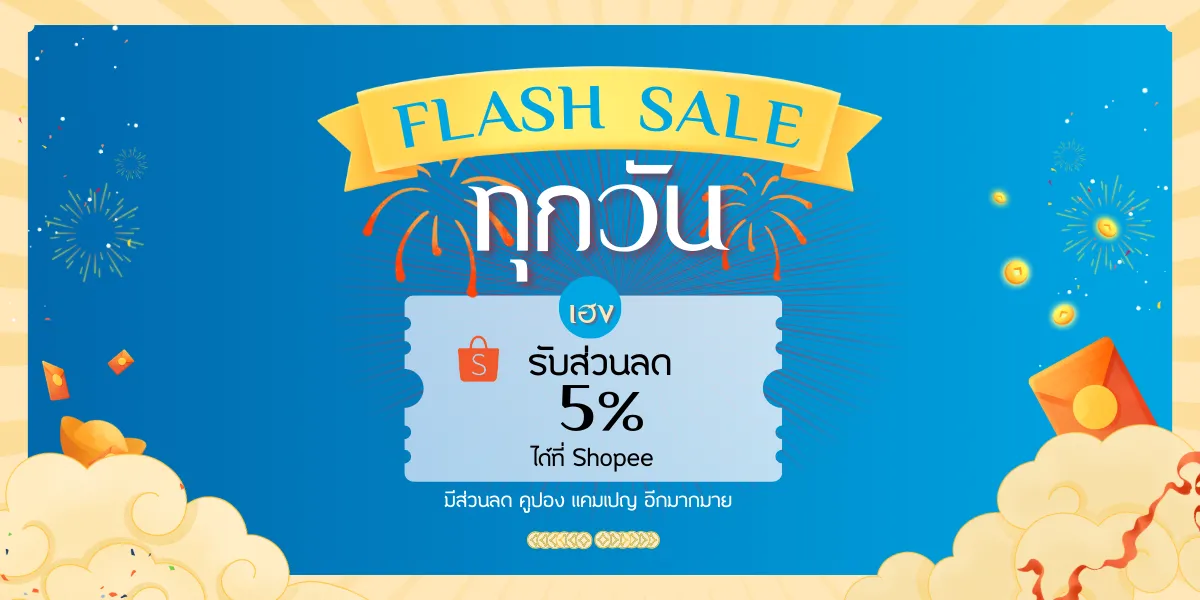 FLASH SALE
ทุกวัน
เฮง
S
รับส่วนลด
5%
ได้ที่ Shopee
มีส่วนลด คูปอง แคมเปญ อีกมากมาย